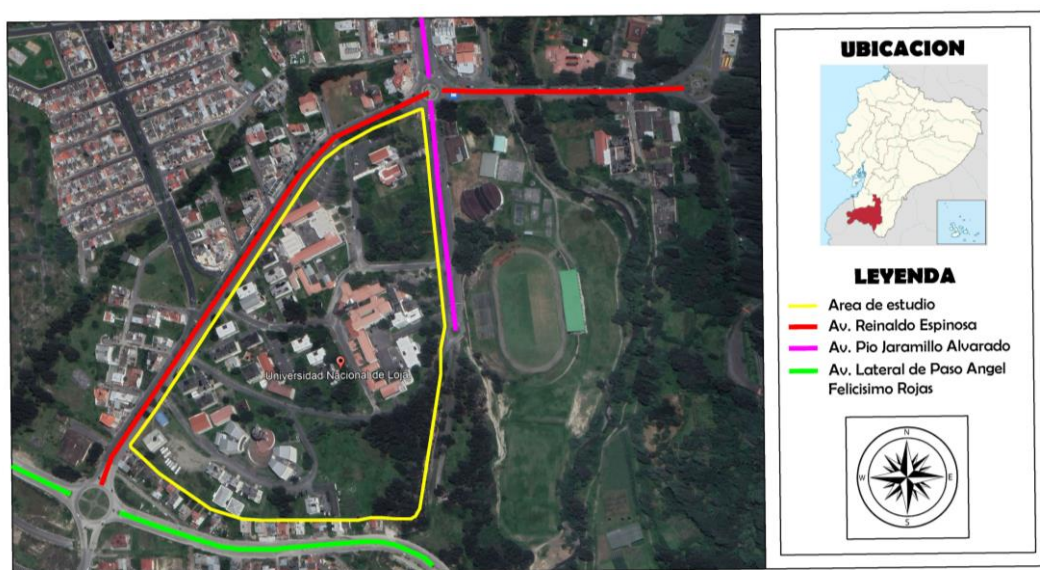 Universidad Nacional de Loja
UBICACION
LEYENDA
Area de estudio
Av. Reinaldo Espinosa
Av. Pio Jaramillo Alvarado
Av. Lateral de Paso Angel
Felicisimo Rojas
N
W
E
S